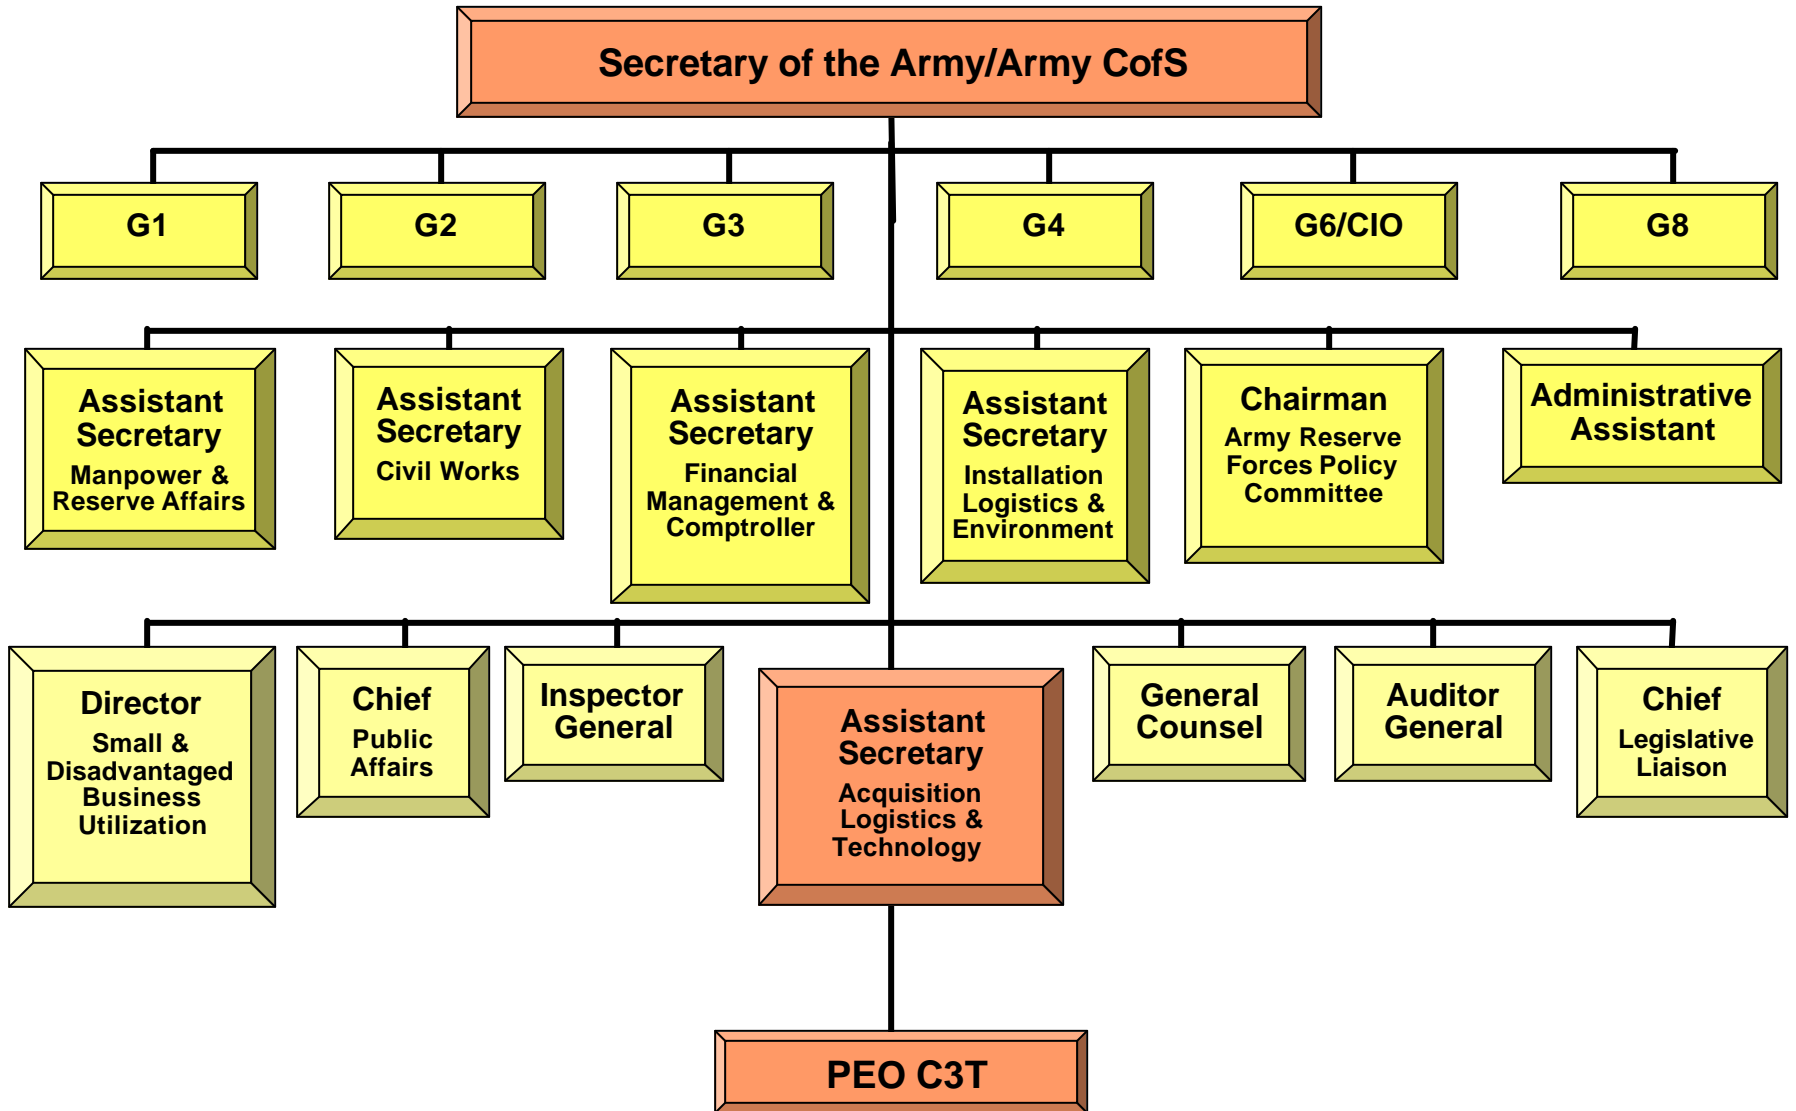 Secretary of the Army/Army CofS
G1
G2
G3
G4
G6/CIO
G8
Assistant
Secretary
Manpower &
Reserve Affairs
Assistant
Secretary
Civil Works
Assistant
Secretary
Financial
Management &
Comptroller
Assistant
Secretary
Installation
Logistics &
Environment
Chairman
Army Reserve
Forces Policy
Committee
Administrative
Assistant
Director
Small &
Disadvantaged
Business
Utilization
Chief
Public
Affairs
Inspector
General
Assistant
Secretary
Acquisition
Logistics &
Technology
General
Counsel
Auditor
General
Chief
Legislative
Liaison
PEO C3T